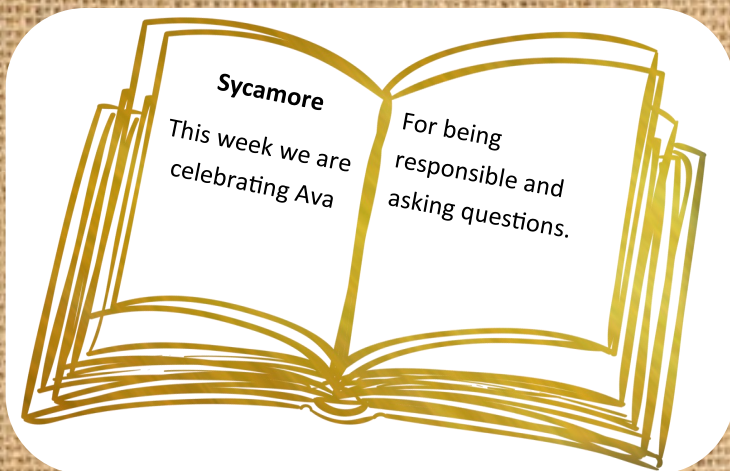 Sycamore
This week we are
celebrating Ava
For being
responsible and
asking questions.